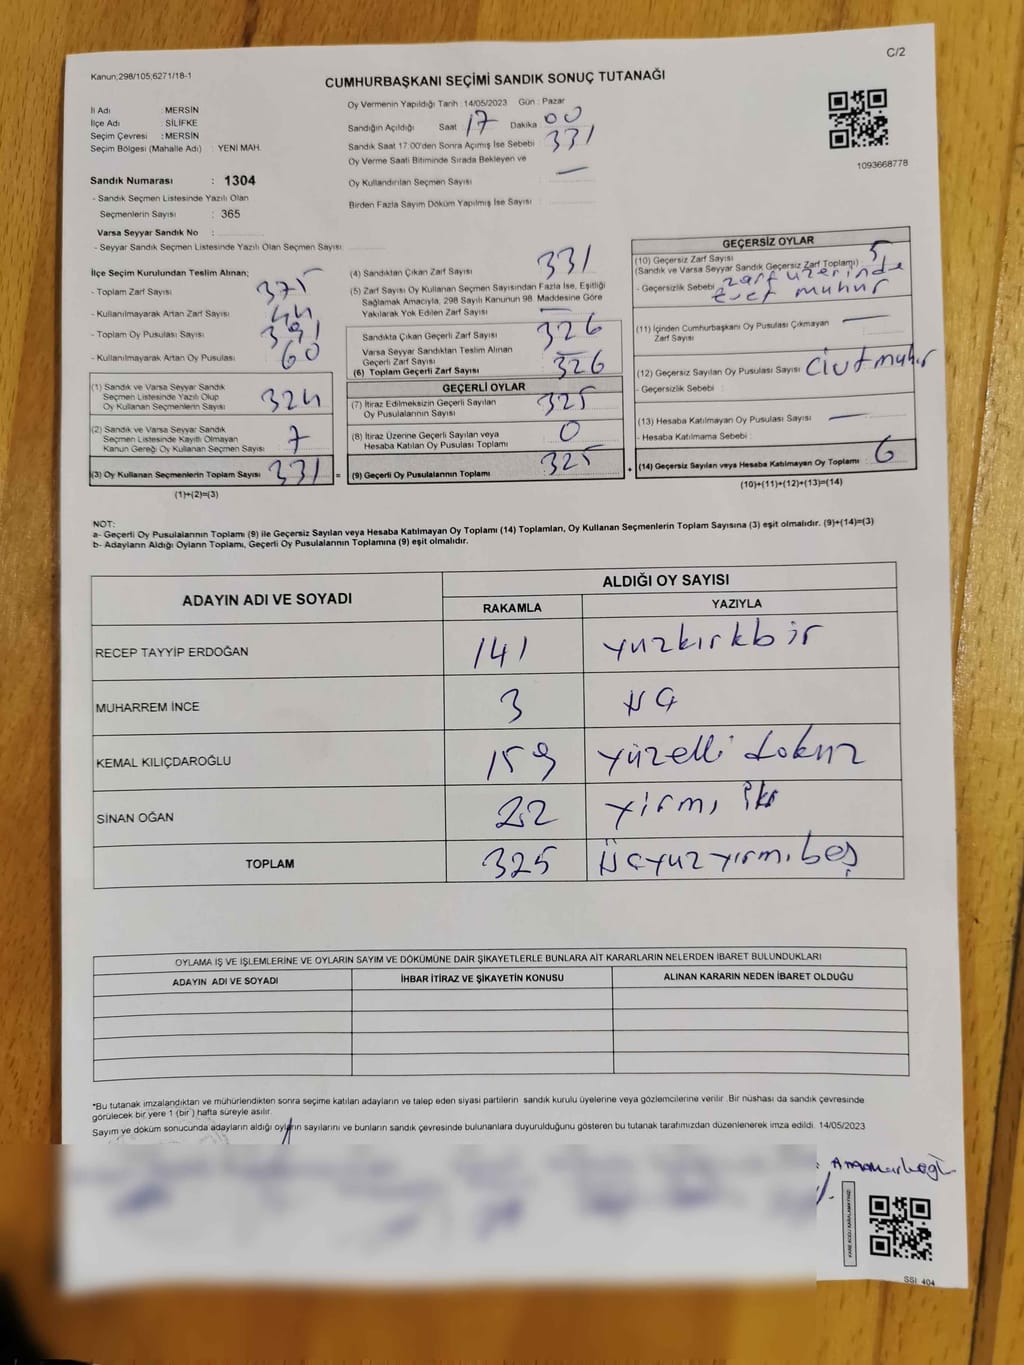 C/2
Kanun;298/105;6271/18-1
CUMHURBAŞKANI SEÇİMİ SANDIK SONUÇ TUTANAĞI
İl Adı : MERSİN
İlçe Adı : SİLİFKE
Seçim Çevresi : MERSİN
Seçim Bölgesi (Mahalle Adı) : YENİ MAH.
Sandık Numarası : 1304
- Sandık Seçmen Listesinde Yazılı Olan
Seçmenlerin Sayısı : 365
Varsa Seyyar Sandık No :
- Seyyar Sandık Seçmen Listesinde Yazılı Olan Seçmen Sayısı:
Oy Vermenin Yapıldığı Tarih : 14/05/2023 Gün : Pazar
Sandığın Açıldığı Saat : 17 Dakika : 00
Sandık Saat 17.00'den Sonra Açılmış İse Sebebi : 331
Oy Verme Saati Bitiminde Sırada Bekleyen ve
Oy Kullandırılan Seçmen Sayısı : —
Birden Fazla Sayım Döküm Yapılmış İse Sayısı :
1093668778
İlçe Seçim Kurulundan Teslim Alınan;
- Toplam Zarf Sayısı : 375
- Kullanılmayarak Artan Zarf Sayısı : 44
- Toplam Oy Pusulası Sayısı : 391
- Kullanılmayarak Artan Oy Pusulası : 60
(1) Sandık ve Varsa Seyyar Sandık
Seçmen Listesinde Yazılı Olup
Oy Kullanan Seçmenlerin Sayısı : 324
(2) Sandık ve Varsa Seyyar Sandık
Seçmen Listesinde Kayıtlı Olmayan
Kanun Gereği Oy Kullanan Seçmen Sayısı : 7
(3) Oy Kullanan Seçmenlerin Toplam Sayısı : 331 =
(1)+(2)=(3)
(4) Sandıktan Çıkan Zarf Sayısı : 331
(5) Zarf Sayısı Oy Kullanan Seçmen Sayısından Fazla İse, Eşitliği
Sağlamak Amacıyla, 298 Sayılı Kanunun 98. Maddesine Göre
Yakılarak Yok Edilen Zarf Sayısı : —
Sandıkta Çıkan Geçerli Zarf Sayısı : 326
Varsa Seyyar Sandıktan Teslim Alınan
Geçerli Zarf Sayısı : —
(6) Toplam Geçerli Zarf Sayısı : 326
GEÇERLİ OYLAR
(7) İtiraz Edilmeksizin Geçerli Sayılan
Oy Pusulalarının Sayısı : 325
(8) İtiraz Üzerine Geçerli Sayılan veya
Hesaba Katılan Oy Pusulası Toplamı : 0
(9) Geçerli Oy Pusulalarının Toplamı : 325 +
GEÇERSİZ OYLAR
(10) Geçersiz Zarf Sayısı
(Sandık ve Varsa Seyyar Sandık Geçersiz Zarf Toplamı) : 5
- Geçersizlik Sebebi : zarf üzerinde
evet muhur
(11) İçinden Cumhurbaşkanı Oy Pusulası Çıkmayan
Zarf Sayısı : —
(12) Geçersiz Sayılan Oy Pusulası Sayısı : Civt muhur
- Geçersizlik Sebebi :
(13) Hesaba Katılmayan Oy Pusulası Sayısı : —
- Hesaba Katılmama Sebebi :
(14) Geçersiz Sayılan veya Hesaba Katılmayan Oy Toplamı : 6
(10)+(11)+(12)+(13)=(14)
NOT:
a- Geçerli Oy Pusulalarının Toplamı (9) ile Geçersiz Sayılan veya Hesaba Katılmayan Oy Toplamı (14) Toplamları, Oy Kullanan Seçmenlerin Toplam Sayısına (3) eşit olmalıdır. (9)+(14)=(3)
b- Adayların Aldığı Oyların Toplamı, Geçerli Oy Pusulalarının Toplamına (9) eşit olmalıdır.
ADAYIN ADI VE SOYADI ALDIĞI OY SAYISI
RAKAMLA YAZIYLA
RECEP TAYYİP ERDOĞAN 141 yuzkırkbir
MUHARREM İNCE 3 üç
KEMAL KILIÇDAROĞLU 159 yüzelli dokuz
SİNAN OĞAN 22 yirmi iki
TOPLAM 325 üçyuzyırmıbeş
OYLAMA İŞ VE İŞLEMLERİNE VE OYLARIN SAYIM VE DÖKÜMÜNE DAİR ŞİKAYETLERLE BUNLARA AİT KARARLARIN NELERDEN İBARET BULUNDUKLARI
ADAYIN ADI VE SOYADI İHBAR İTİRAZ VE ŞİKAYETİN KONUSU ALINAN KARARIN NEDEN İBARET OLDUĞU
*Bu tutanak imzalandıktan ve mühürlendikten sonra seçime katılan adayların ve talep eden siyasi partilerin sandık kurulu üyelerine veya gözlemcilerine verilir. Bir nüshası da sandık çevresinde
görülecek bir yere 1 (bir ) hafta süreyle asılır.
Sayım ve döküm sonucunda adayların aldığı oyların sayılarını ve bunların sandık çevresinde bulunanlara duyurulduğunu gösteren bu tutanak tarafımızdan düzenlenerek imza edildi. 14/05/2023
KARE KODU KARALAMAYINIZ!
SSI 404